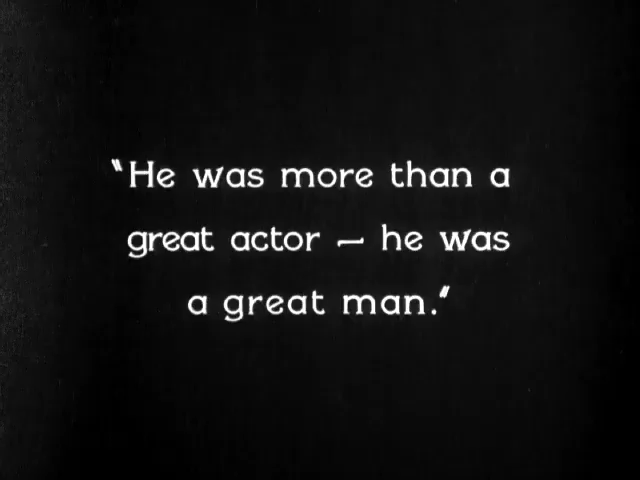 "He was more than a
great actor — he was
a great man."